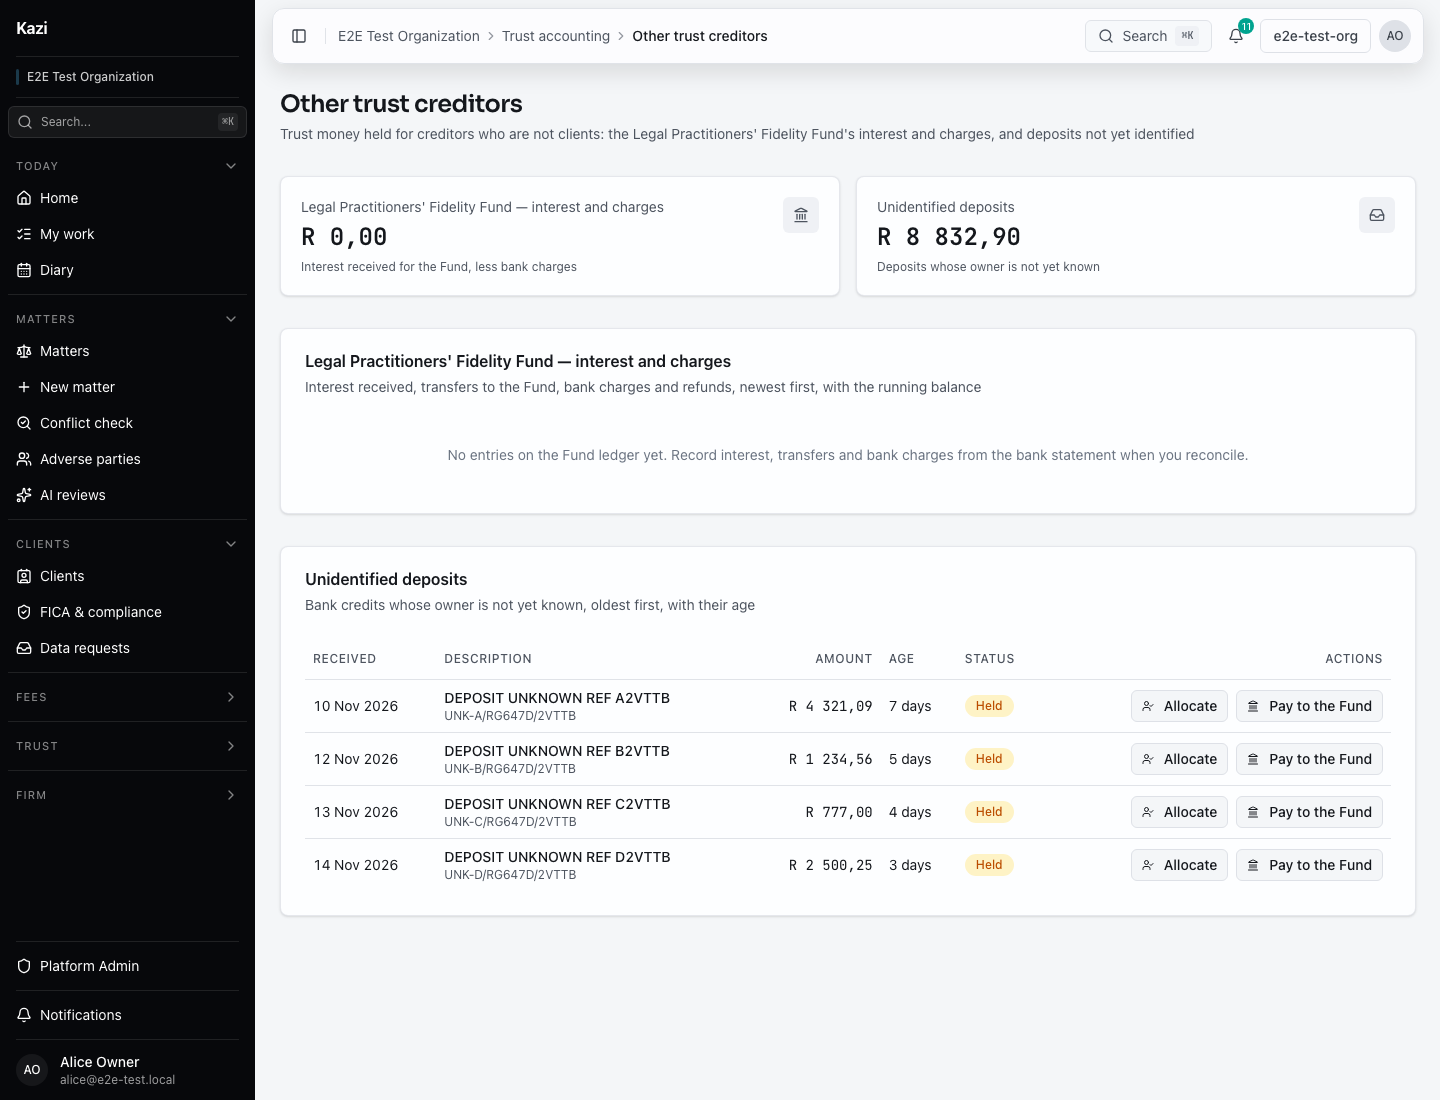 Kazi
E2E Test Organization
Search... ⌘K
TODAY
Home
My work
Diary
MATTERS
Matters
New matter
Conflict check
Adverse parties
AI reviews
CLIENTS
Clients
FICA & compliance
Data requests
FEES
TRUST
FIRM
Platform Admin
Notifications
AO
Alice Owner
alice@e2e-test.local
E2E Test Organization > Trust accounting > Other trust creditors
Search ⌘K
11
e2e-test-org
AO
Other trust creditors
Trust money held for creditors who are not clients: the Legal Practitioners' Fidelity Fund's interest and charges, and deposits not yet identified
Legal Practitioners' Fidelity Fund — interest and charges
R 0,00
Interest received for the Fund, less bank charges
Unidentified deposits
R 8 832,90
Deposits whose owner is not yet known
Legal Practitioners' Fidelity Fund — interest and charges
Interest received, transfers to the Fund, bank charges and refunds, newest first, with the running balance
No entries on the Fund ledger yet. Record interest, transfers and bank charges from the bank statement when you reconcile.
Unidentified deposits
Bank credits whose owner is not yet known, oldest first, with their age
RECEIVED DESCRIPTION AMOUNT AGE STATUS ACTIONS
10 Nov 2026 DEPOSIT UNKNOWN REF A2VTTB R 4 321,09 7 days Held Allocate Pay to the Fund
UNK-A/RG647D/2VTTB
12 Nov 2026 DEPOSIT UNKNOWN REF B2VTTB R 1 234,56 5 days Held Allocate Pay to the Fund
UNK-B/RG647D/2VTTB
13 Nov 2026 DEPOSIT UNKNOWN REF C2VTTB R 777,00 4 days Held Allocate Pay to the Fund
UNK-C/RG647D/2VTTB
14 Nov 2026 DEPOSIT UNKNOWN REF D2VTTB R 2 500,25 3 days Held Allocate Pay to the Fund
UNK-D/RG647D/2VTTB